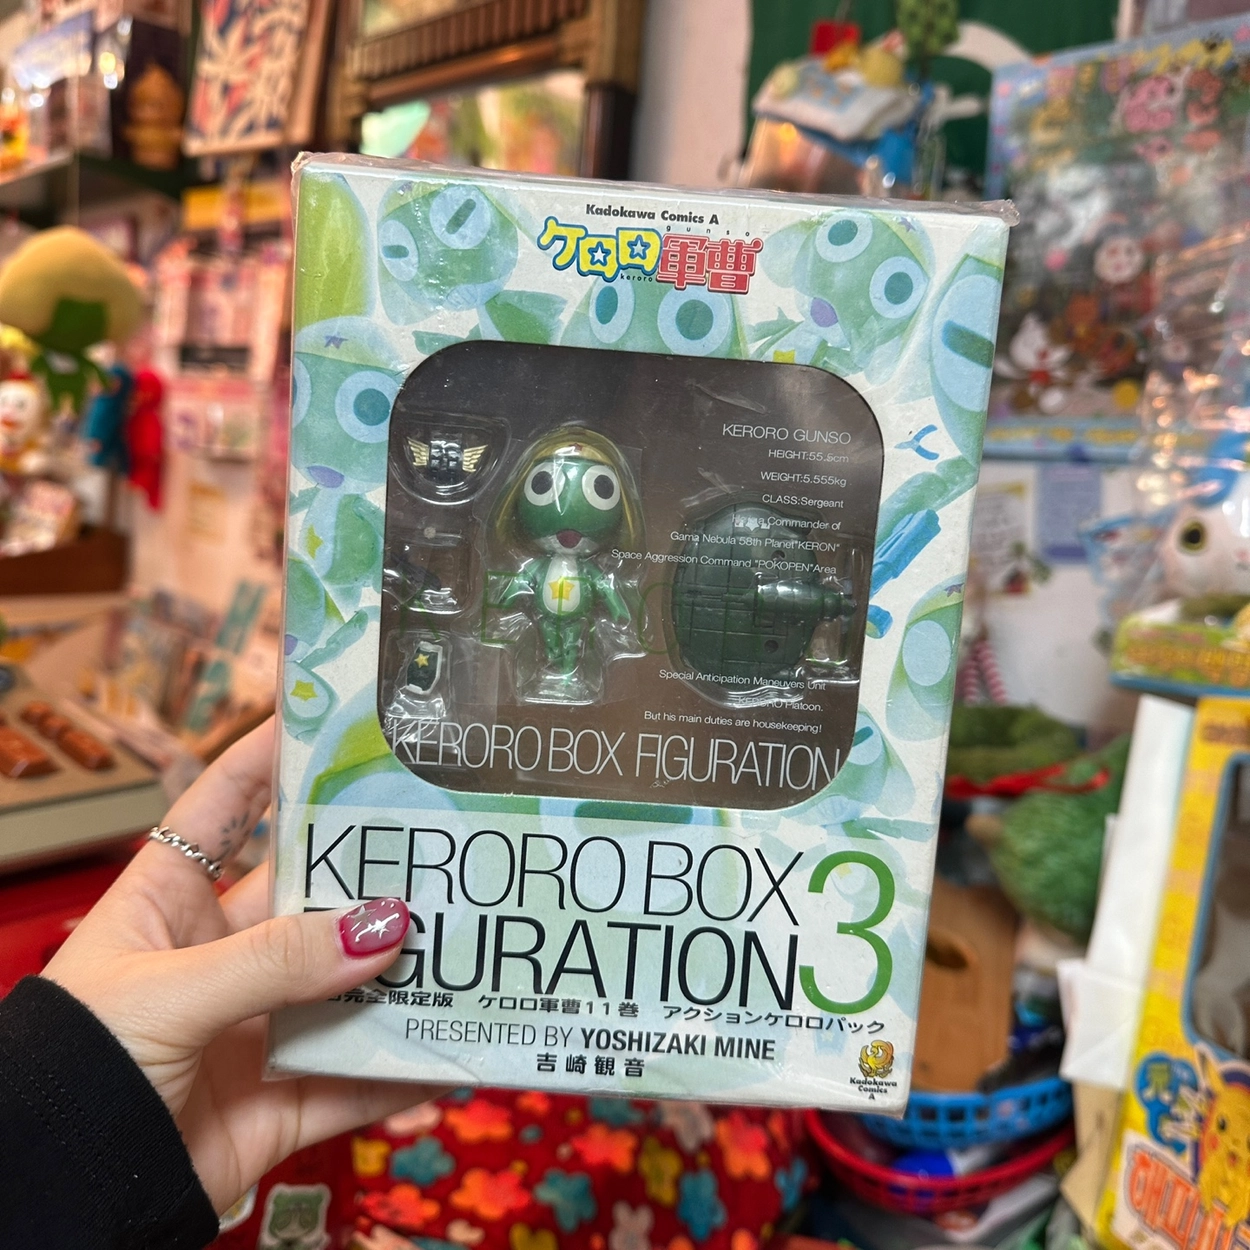 Kadokawa Comics A
gunso
ケロロ軍曹
keroro
KERORO GUNSO
HEIGHT:55.5cm
WEIGHT:5.555kg
CLASS:Sergeant
Commander of
Gama Nebula 58th Planet"KERON"
Space Aggression Command "POKOPEN"Area
Special Anticipation Maneuvers Unit
Platoon.
But his main duties are housekeeping!
KERORO BOX FIGURATION
KERORO BOX 3
FIGURATION
完全限定版 ケロロ軍曹11巻 アクションケロロパック
PRESENTED BY YOSHIZAKI MINE
吉崎観音
Kadokawa
Comics
A